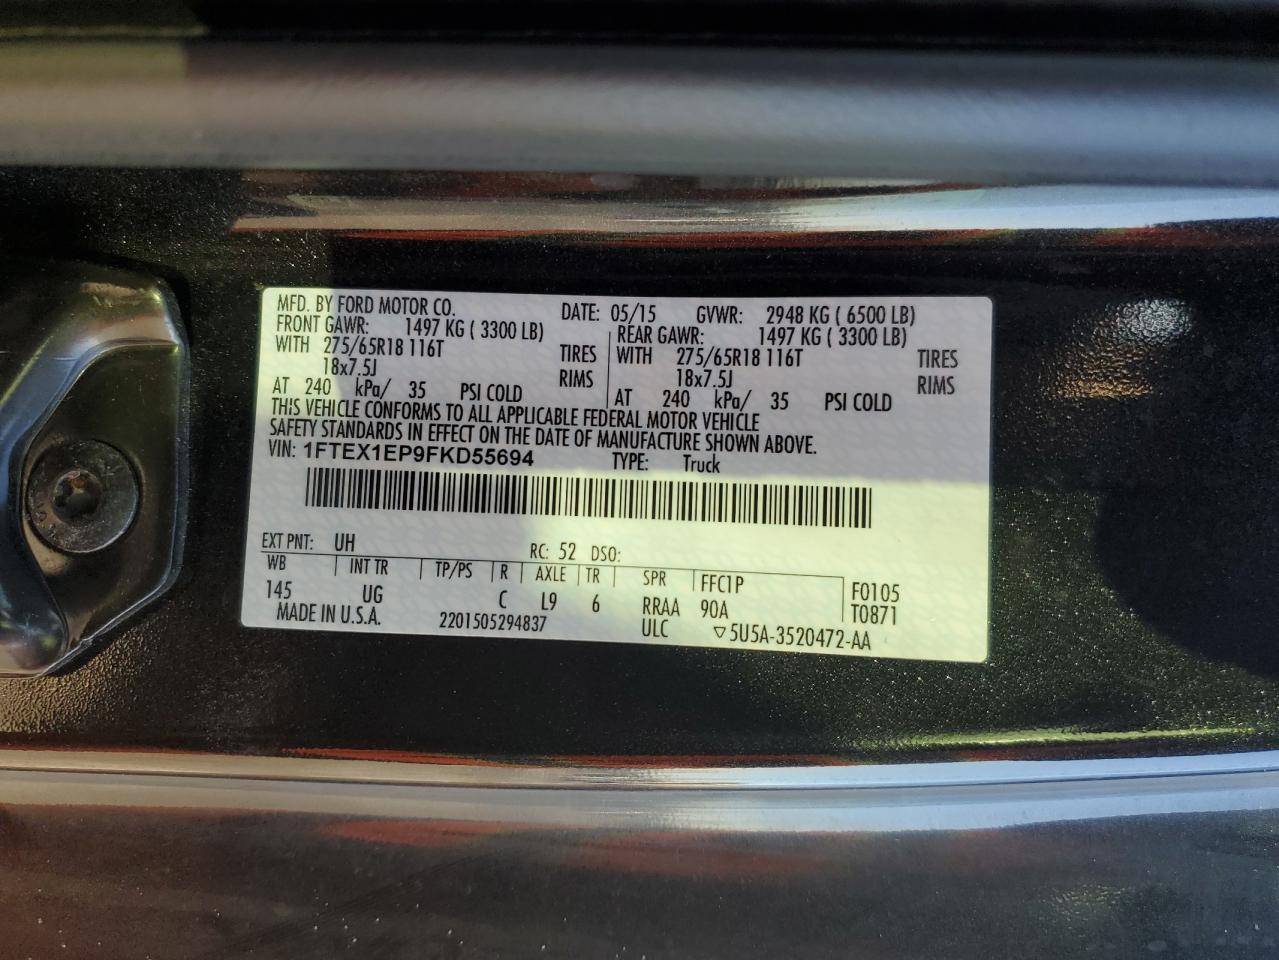 MFD. BY FORD MOTOR CO. DATE: 05/15 GVWR: 2948 KG ( 6500 LB)
FRONT GAWR: 1497 KG ( 3300 LB) REAR GAWR: 1497 KG ( 3300 LB)
WITH 275/65R18 116T TIRES WITH 275/65R18 116T TIRES
18x7.5J RIMS 18x7.5J RIMS
AT 240 kPa/ 35 PSI COLD AT 240 kPa/ 35 PSI COLD
THIS VEHICLE CONFORMS TO ALL APPLICABLE FEDERAL MOTOR VEHICLE
SAFETY STANDARDS IN EFFECT ON THE DATE OF MANUFACTURE SHOWN ABOVE.
VIN: 1FTEX1EP9FKD55694 TYPE: Truck
EXT PNT: UH RC: 52 DSO:
WB INT TR TP/PS R AXLE TR SPR FFC1P F0105
145 UG C L9 6 RRAA 90A T0871
MADE IN U.S.A. 2201505294837 ULC ▽5U5A-3520472-AA